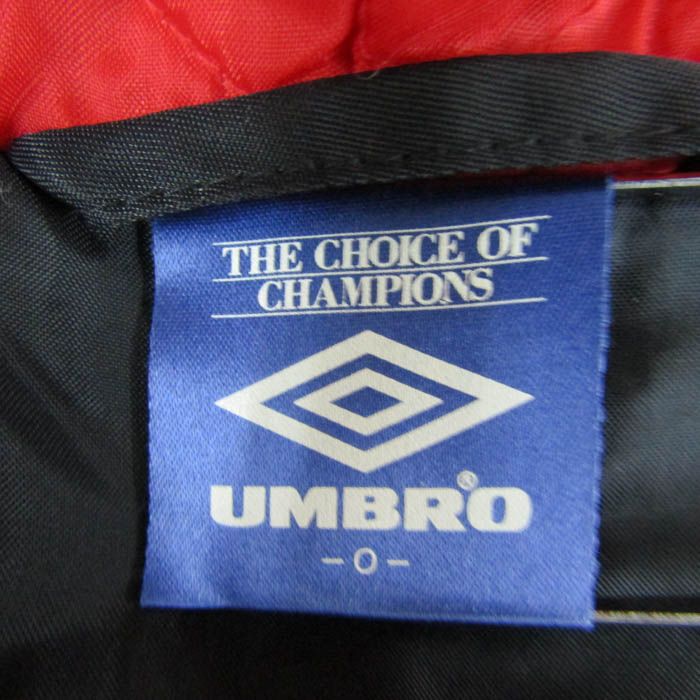 THE CHOICE OF
CHAMPIONS
UMBRO®
-O-